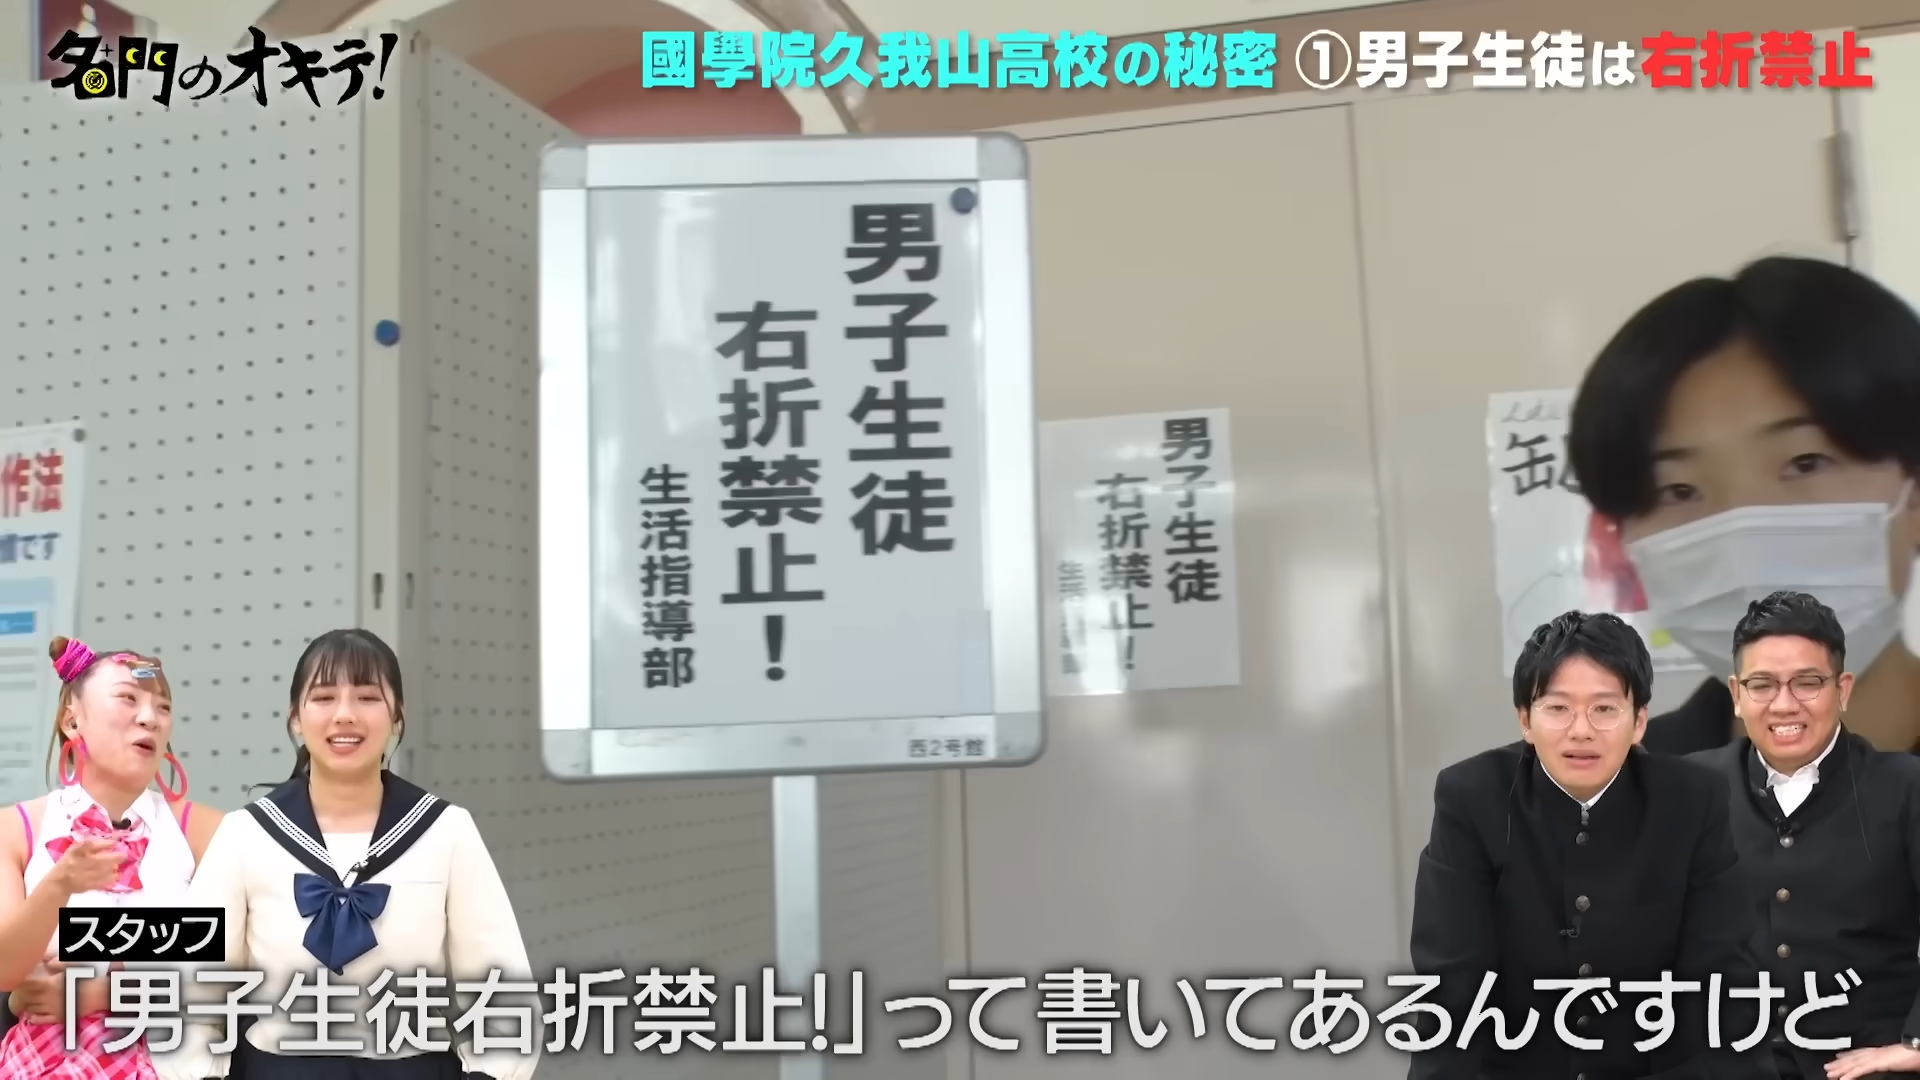 名門のオキテ!
國學院久我山高校の秘密 ①男子生徒は右折禁止
男子生徒
右折禁止!
生活指導部
西2号館
男子生徒
右折禁止!
作法
です
スタッフ
「男子生徒右折禁止!」って書いてあるんですけど